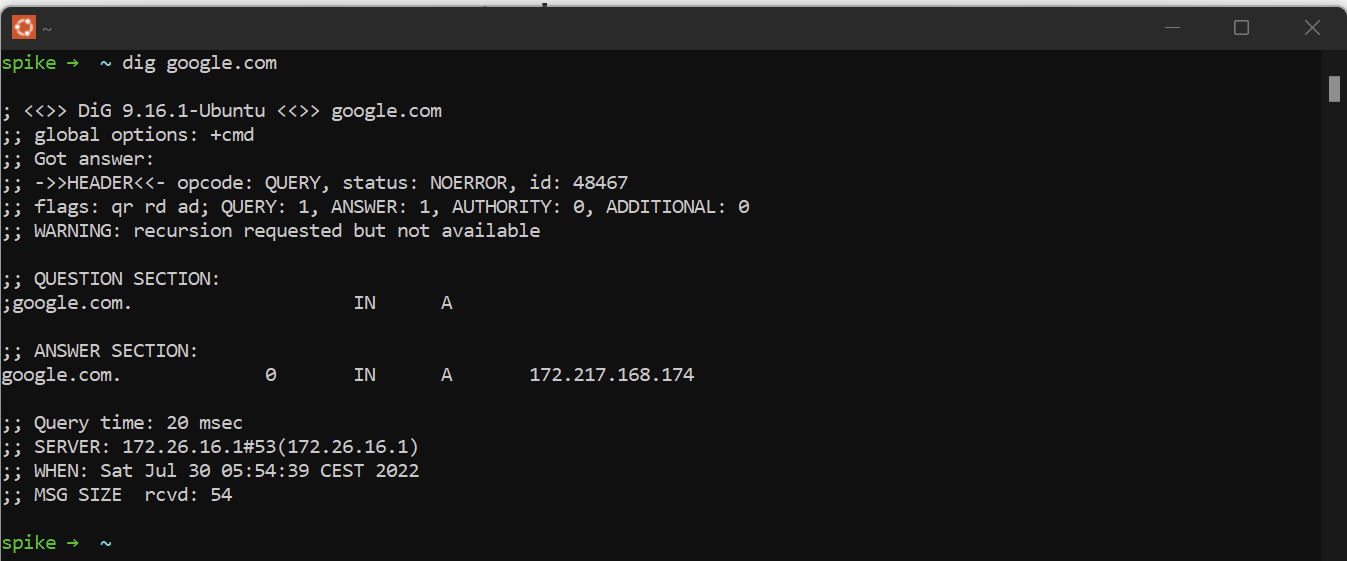 ~
spike → ~ dig google.com
; <<>> DiG 9.16.1-Ubuntu <<>> google.com
;; global options: +cmd
;; Got answer:
;; ->>HEADER<<- opcode: QUERY, status: NOERROR, id: 48467
;; flags: qr rd ad; QUERY: 1, ANSWER: 1, AUTHORITY: 0, ADDITIONAL: 0
;; WARNING: recursion requested but not available
;; QUESTION SECTION:
;google.com. IN A
;; ANSWER SECTION:
google.com. 0 IN A 172.217.168.174
;; Query time: 20 msec
;; SERVER: 172.26.16.1#53(172.26.16.1)
;; WHEN: Sat Jul 30 05:54:39 CEST 2022
;; MSG SIZE rcvd: 54
spike → ~